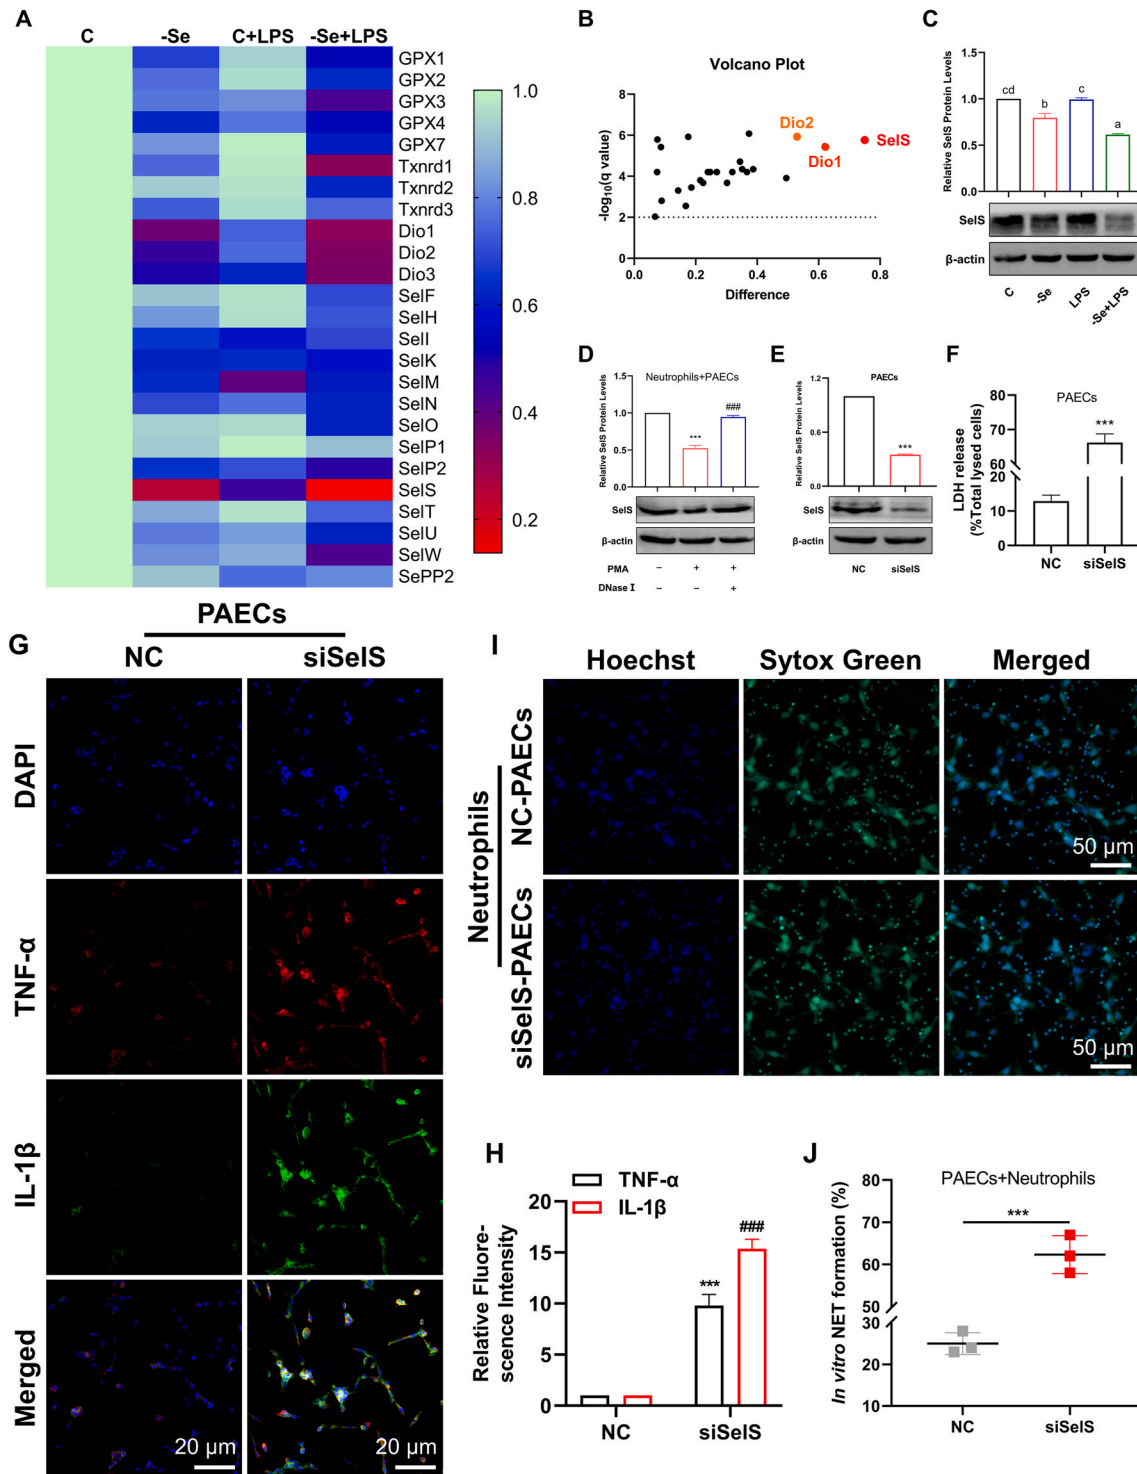 A
C -Se C+LPS -Se+LPS
GPX1
GPX2
GPX3
GPX4
GPX7
Txnrd1
Txnrd2
Txnrd3
Dio1
Dio2
Dio3
SelF
SelH
SelI
SelK
SelM
SelN
SelO
SelP1
SelP2
SelS
SelT
SelU
SelW
SePP2
1.0
0.8
0.6
0.4
0.2
B
Volcano Plot
-log10(q value)
10
8
6
4
2
0
Dio2
Dio1
SelS
0.0 0.2 0.4 0.6 0.8
Difference
C
Relative SelS Protein Levels
1.5
1.0
0.5
0.0
cd b c a
SelS
β-actin
C -Se LPS -Se+LPS
D
Neutrophils+PAECs
Relative SelS Protein Levels
1.5
1.0
0.5
0.0
*** ###
SelS
β-actin
PMA − + +
DNase I − − +
E
PAECs
Relative SelS Protein Levels
1.2
0.9
0.6
0.3
0.0
***
SelS
β-actin
NC siSelS
F
PAECs
LDH release
(%Total lysed cells)
80
70
60
20
10
0
***
NC siSelS
G
PAECs
NC siSelS
DAPI
TNF-α
IL-1β
Merged
20 μm 20 μm
I
Hoechst Sytox Green Merged
Neutrophils
NC-PAECs
siSelS-PAECs
50 μm
50 μm
H
TNF-α
IL-1β
Relative Fluore-
scence Intensity
20
15
10
5
0
*** ###
NC siSelS
J
PAECs+Neutrophils
In vitro NET formation (%)
80
70
60
50
30
20
10
***
NC siSelS